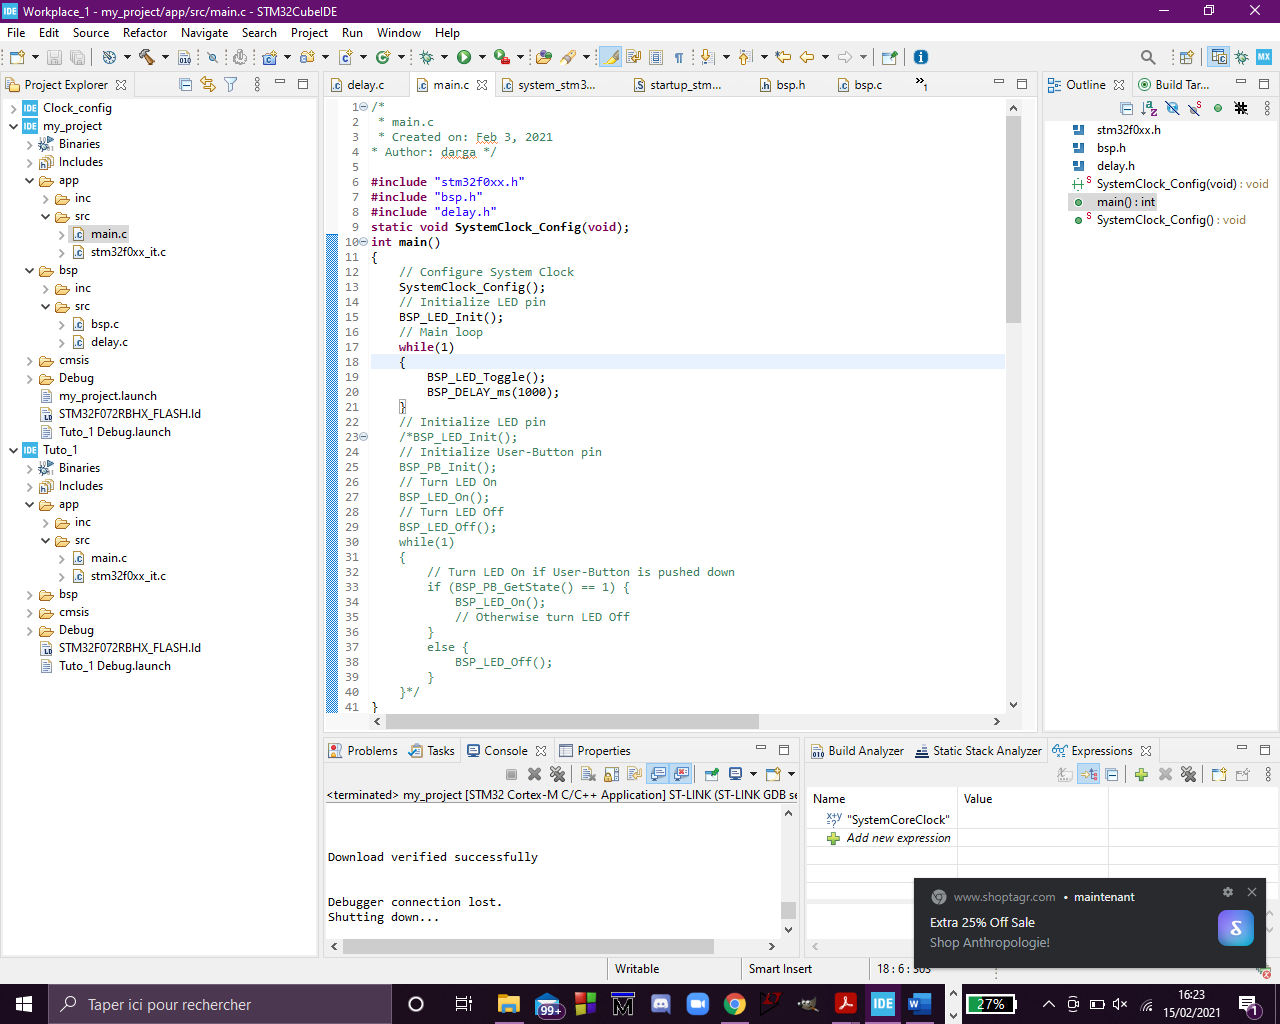 Workplace_1 - my_project/app/src/main.c - STM32CubeIDE
File Edit Source Refactor Navigate Search Project Run Window Help
Project Explorer
Clock_config
my_project
Binaries
Includes
app
inc
src
main.c
stm32f0xx_it.c
bsp
inc
src
bsp.c
delay.c
cmsis
Debug
my_project.launch
STM32F072RBHX_FLASH.ld
Tuto_1 Debug.launch
Tuto_1
Binaries
Includes
app
inc
src
main.c
stm32f0xx_it.c
bsp
cmsis
Debug
STM32F072RBHX_FLASH.ld
Tuto_1 Debug.launch
delay.c main.c system_stm3... startup_stm... bsp.h bsp.c »1
1 /*
2 * main.c
3 * Created on: Feb 3, 2021
4 * Author: darga */
5
6 #include "stm32f0xx.h"
7 #include "bsp.h"
8 #include "delay.h"
9 static void SystemClock_Config(void);
10 int main()
11 {
12 // Configure System Clock
13 SystemClock_Config();
14 // Initialize LED pin
15 BSP_LED_Init();
16 // Main loop
17 while(1)
18 {
19 BSP_LED_Toggle();
20 BSP_DELAY_ms(1000);
21 }
22 // Initialize LED pin
23 /*BSP_LED_Init();
24 // Initialize User-Button pin
25 BSP_PB_Init();
26 // Turn LED On
27 BSP_LED_On();
28 // Turn LED Off
29 BSP_LED_Off();
30 while(1)
31 {
32 // Turn LED On if User-Button is pushed down
33 if (BSP_PB_GetState() == 1) {
34 BSP_LED_On();
35 // Otherwise turn LED Off
36 }
37 else {
38 BSP_LED_Off();
39 }
40 }*/
41 }
Outline Build Tar...
stm32f0xx.h
bsp.h
delay.h
SystemClock_Config(void) : void
main() : int
SystemClock_Config() : void
Problems Tasks Console Properties
<terminated> my_project [STM32 Cortex-M C/C++ Application] ST-LINK (ST-LINK GDB se
Download verified successfully
Debugger connection lost.
Shutting down...
Build Analyzer Static Stack Analyzer Expressions
Name Value
"SystemCoreClock"
Add new expression
www.shoptagr.com • maintenant
Extra 25% Off Sale
Shop Anthropologie!
Writable Smart Insert
Taper ici pour rechercher
99+
IDE
27%
16:23
15/02/2021
1